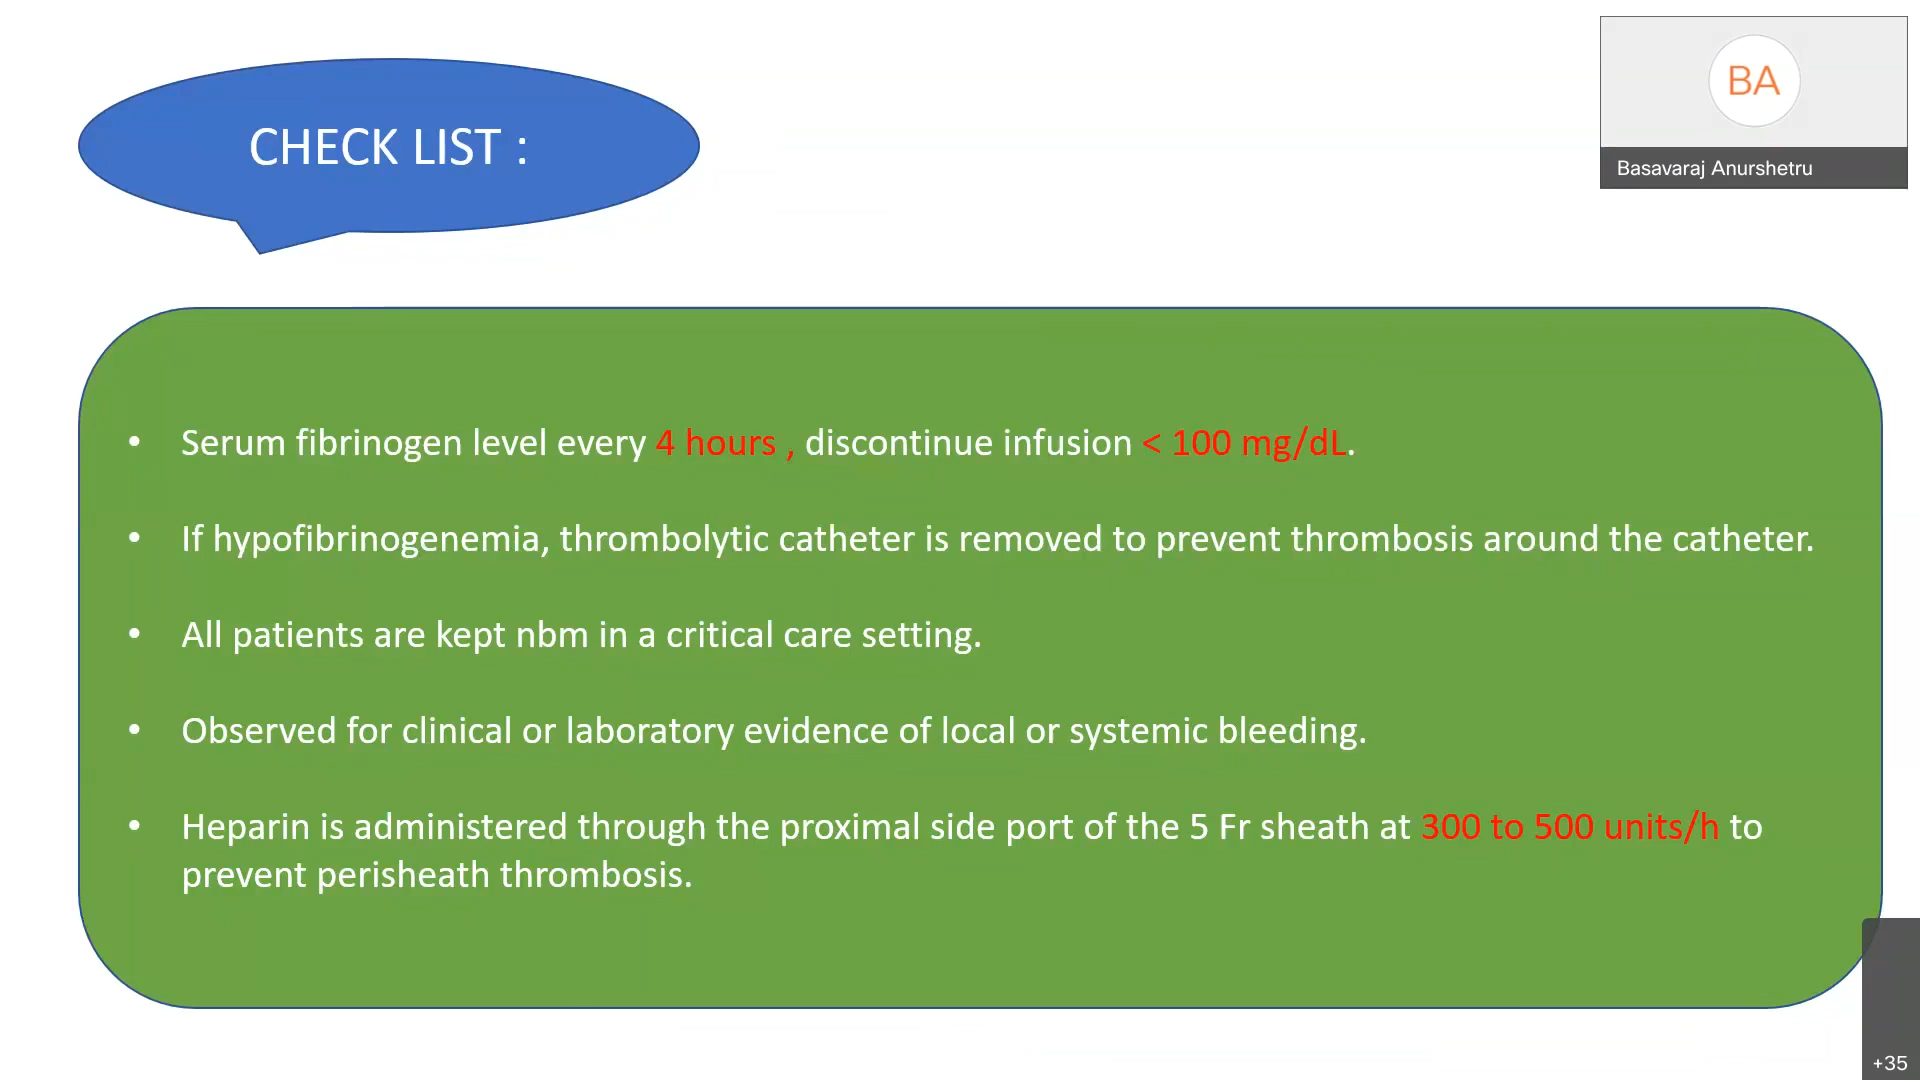 CHECK LIST :
BA
Basavaraj Anurshetru
• Serum fibrinogen level every 4 hours , discontinue infusion < 100 mg/dL.
• If hypofibrinogenemia, thrombolytic catheter is removed to prevent thrombosis around the catheter.
• All patients are kept nbm in a critical care setting.
• Observed for clinical or laboratory evidence of local or systemic bleeding.
• Heparin is administered through the proximal side port of the 5 Fr sheath at 300 to 500 units/h to
prevent perisheath thrombosis.
+35